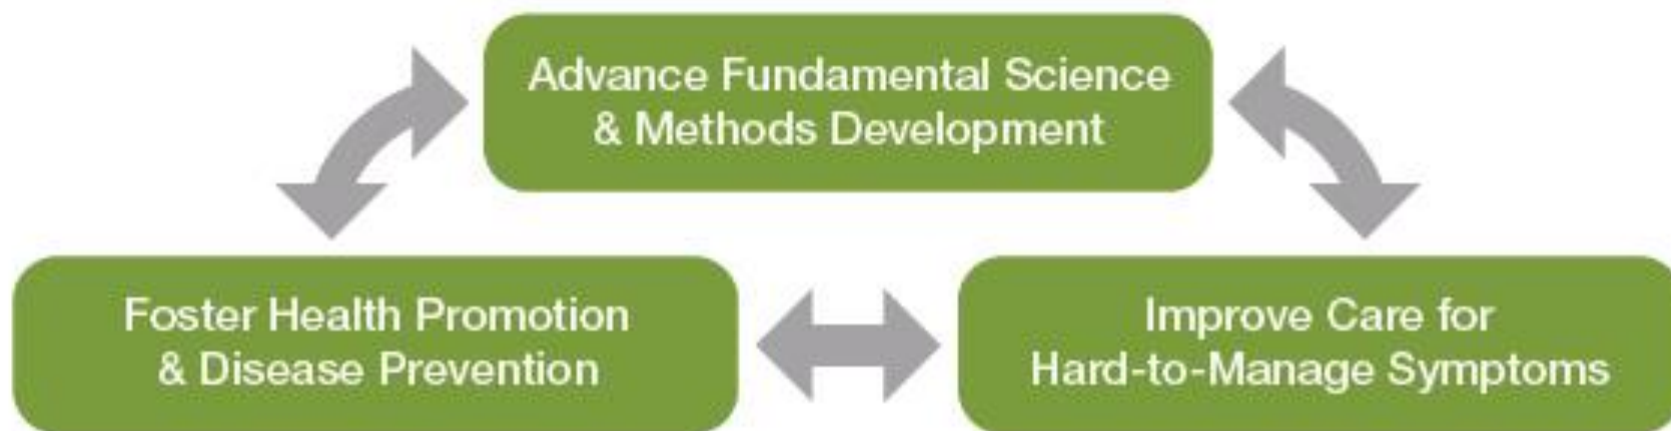 Advance Fundamental Science
& Methods Development
Foster Health Promotion
& Disease Prevention
Improve Care for
Hard-to-Manage Symptoms